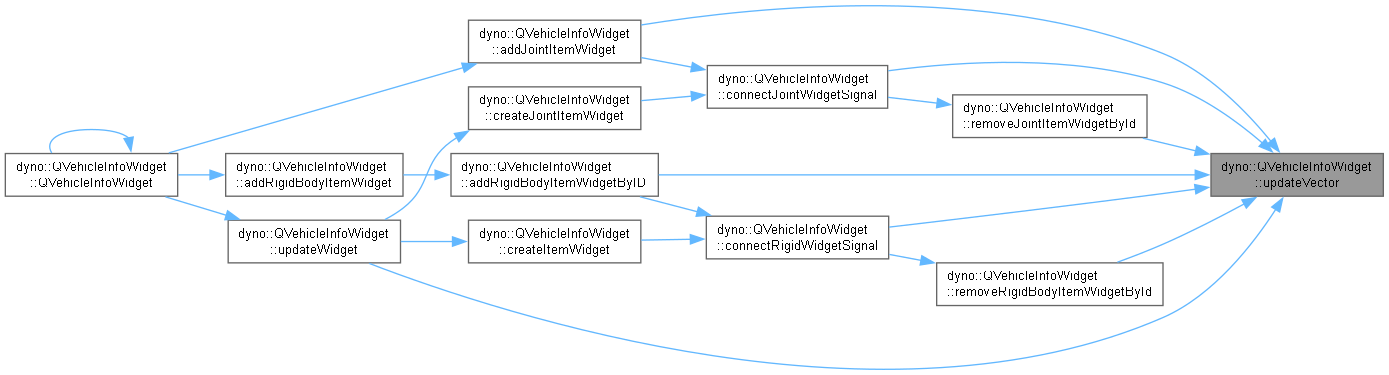 dyno::QVehicleInfoWidget
::addJointItemWidget
dyno::QVehicleInfoWidget
::connectJointWidgetSignal
dyno::QVehicleInfoWidget
::createJointItemWidget
dyno::QVehicleInfoWidget
::removeJointItemWidgetById
dyno::QVehicleInfoWidget
::QVehicleInfoWidget
dyno::QVehicleInfoWidget
::addRigidBodyItemWidget
dyno::QVehicleInfoWidget
::addRigidBodyItemWidgetByID
dyno::QVehicleInfoWidget
::updateVector
dyno::QVehicleInfoWidget
::updateWidget
dyno::QVehicleInfoWidget
::createItemWidget
dyno::QVehicleInfoWidget
::connectRigidWidgetSignal
dyno::QVehicleInfoWidget
::removeRigidBodyItemWidgetById